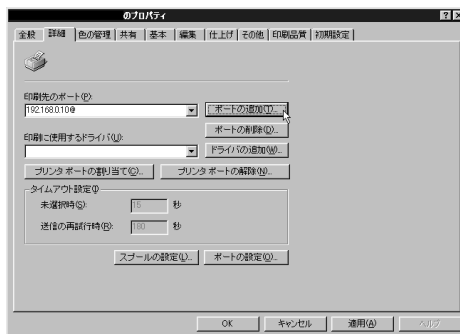 のプロパティ
全般 詳細 色の管理 共有 基本 編集 仕上げ その他 印刷品質 初期設定
印刷先のポート(P):
192.168.0.10@
ポートの追加(T)...
ポートの削除(D)...
印刷に使用するドライバ(U):
ドライバの追加(W)...
プリンタ ポートの割り当て(C)...
プリンタ ポートの解除(N)...
タイムアウト設定(I)
未選択時(S): 15 秒
送信の再試行時(R): 180 秒
スプールの設定(L)...
ポートの設定(O)...
OK キャンセル 適用(A) ヘルプ